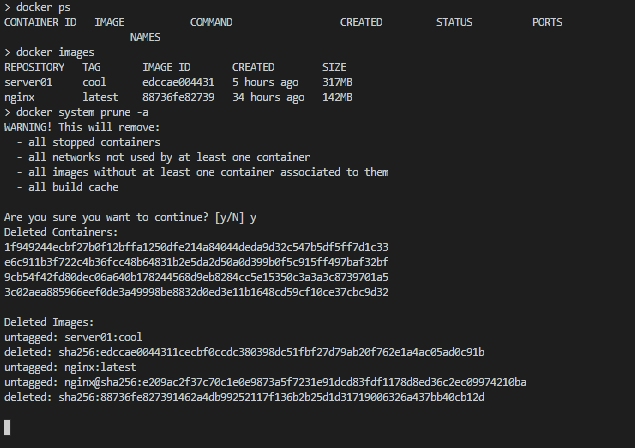 > docker ps
CONTAINER ID   IMAGE          COMMAND                CREATED        STATUS         PORTS
                   NAMES
> docker images
REPOSITORY   TAG       IMAGE ID       CREATED        SIZE
server01     cool      edccae004431   5 hours ago    317MB
nginx        latest    88736fe82739   34 hours ago   142MB
> docker system prune -a
WARNING! This will remove:
  - all stopped containers
  - all networks not used by at least one container
  - all images without at least one container associated to them
  - all build cache

Are you sure you want to continue? [y/N] y
Deleted Containers:
1f949244ecbf27b0f12bffa1250dfe214a84044deda9d32c547b5df5ff7d1c33
e6c911b3f722c4b36fcc48b64831b2e5da2d50a0d399b0f5c915ff497baf32bf
9cb54f42fd80dec06a640b178244568d9eb8284cc5e15350c3a3a3c8739701a5
3c02aea885966eef0de3a49998be8832d0ed3e11b1648cd59cf10ce37cbc9d32

Deleted Images:
untagged: server01:cool
deleted: sha256:edccae0044311cecbf0ccdc380398dc51fbf27d79ab20f762e1a4ac05ad0c91b
untagged: nginx:latest
untagged: nginx@sha256:e209ac2f37c70c1e0e9873a5f7231e91dcd83fdf1178d8ed36c2ec09974210ba
deleted: sha256:88736fe827391462a4db99252117f136b2b25d1d31719006326a437bb40cb12d